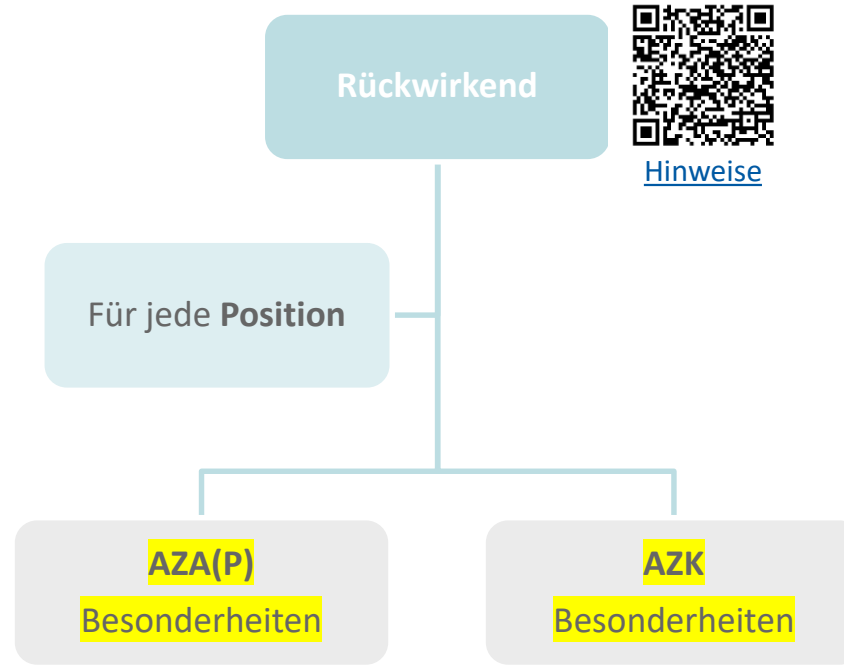 Rückwirkend
Hinweise
Für jede Position
AZA(P)
Besonderheiten
AZK
Besonderheiten